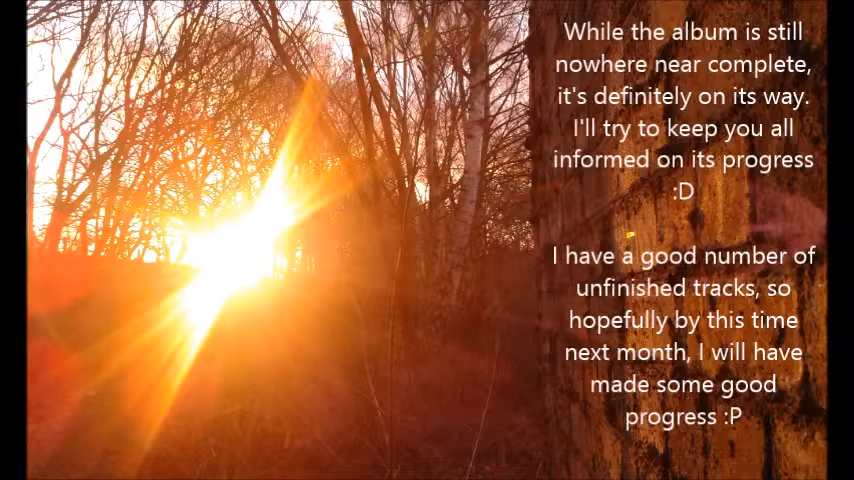 While the album is still
nowhere near complete,
it's definitely on its way.
I'll try to keep you all
informed on its progress
:D
I have a good number of
unfinished tracks, so
hopefully by this time
next month, I will have
made some good
progress :P